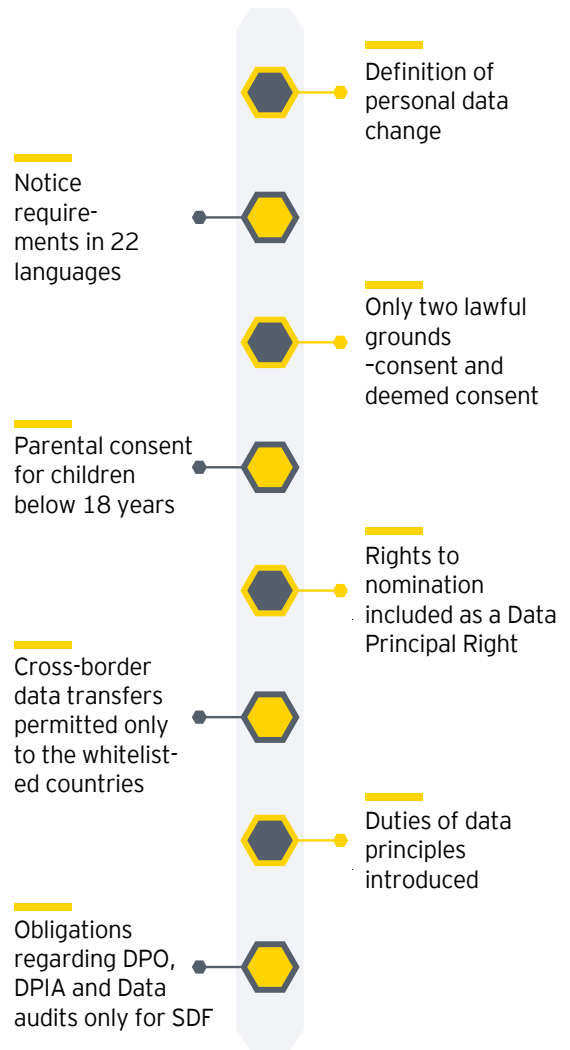 Definition of
personal data
change
Notice
require-
ments in 22
languages
Only two lawful
grounds
–consent and
deemed consent
Parental consent
for children
below 18 years
Rights to
nomination
included as a Data
Principal Right
Cross-border
data transfers
permitted only
to the whitelist-
ed countries
Duties of data
principles
introduced
Obligations
regarding DPO,
DPIA and Data
audits only for SDF